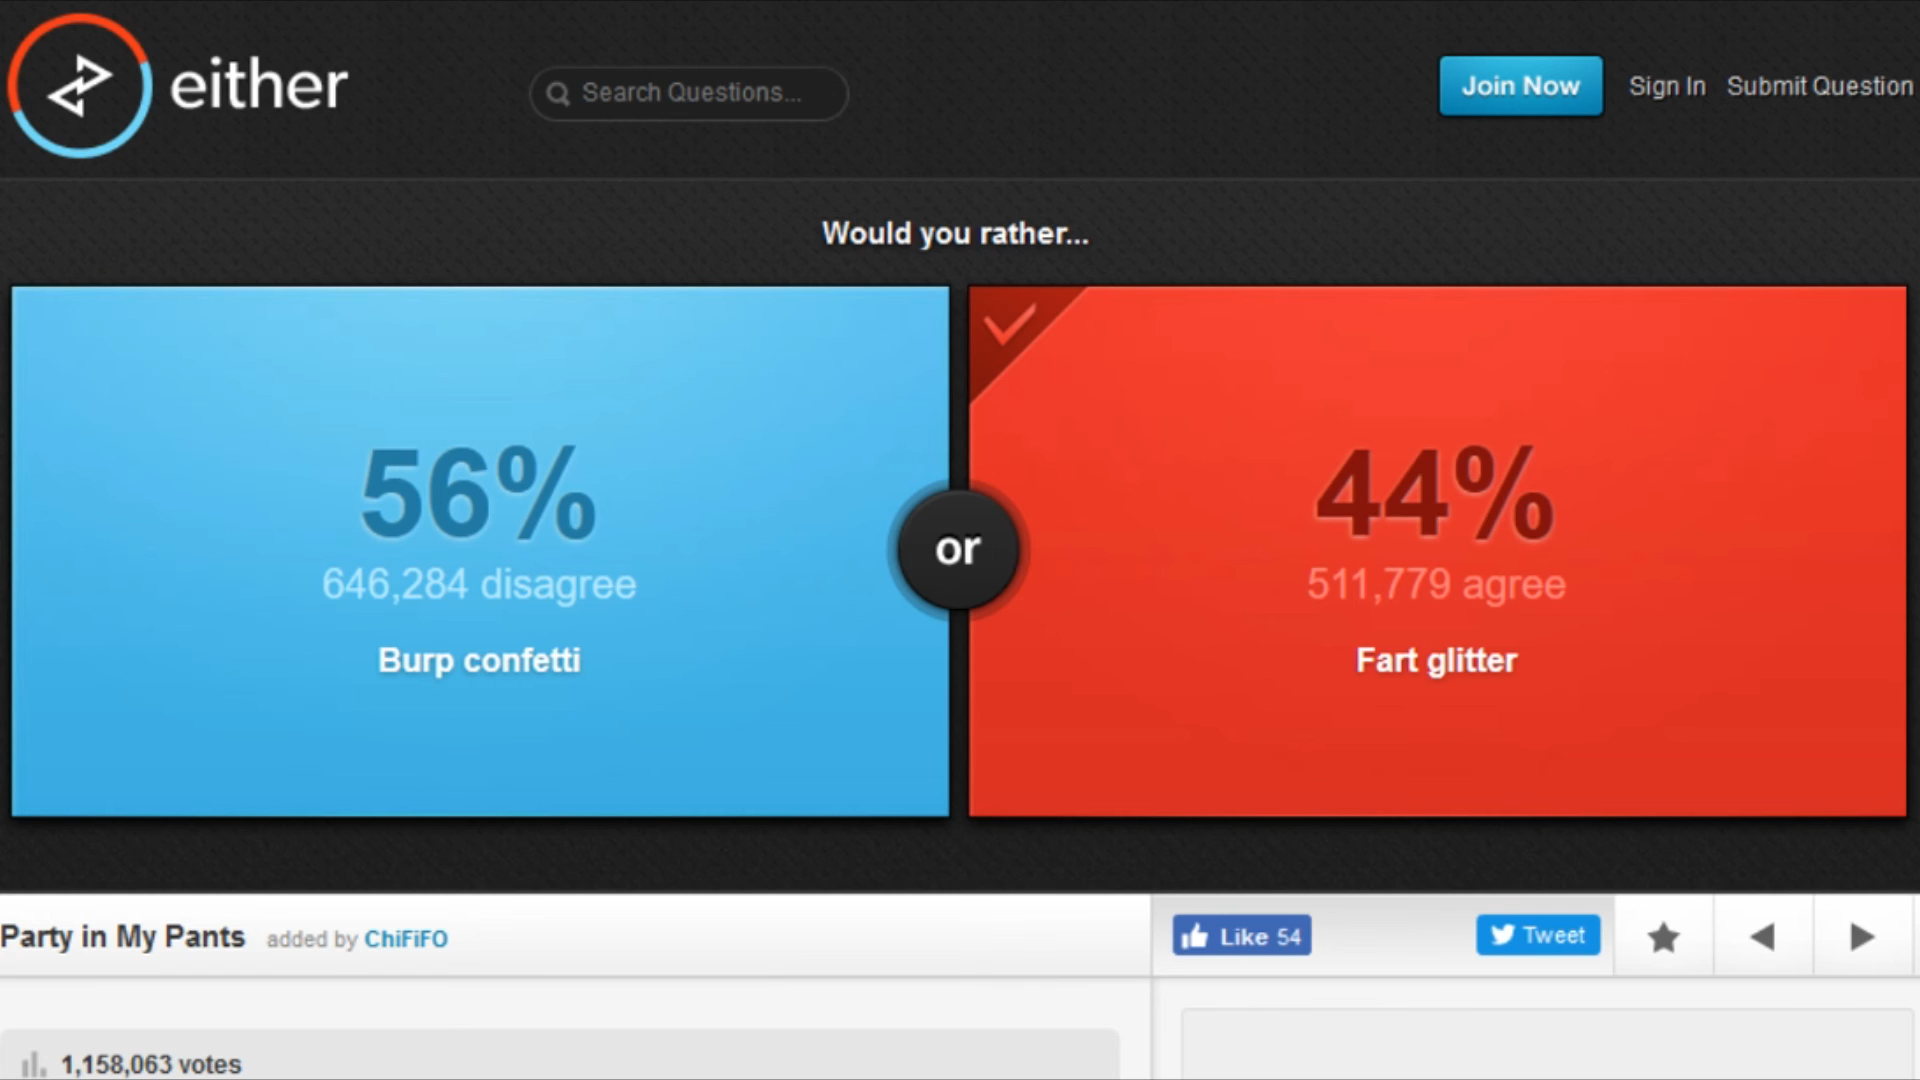 either
Search Questions...
Join Now
Sign In
Submit Question
Would you rather...
56%
646,284 disagree
Burp confetti
or
44%
511,779 agree
Fart glitter
Party in My Pants added by ChiFiFO
Like 54
Tweet
1,158,063 votes